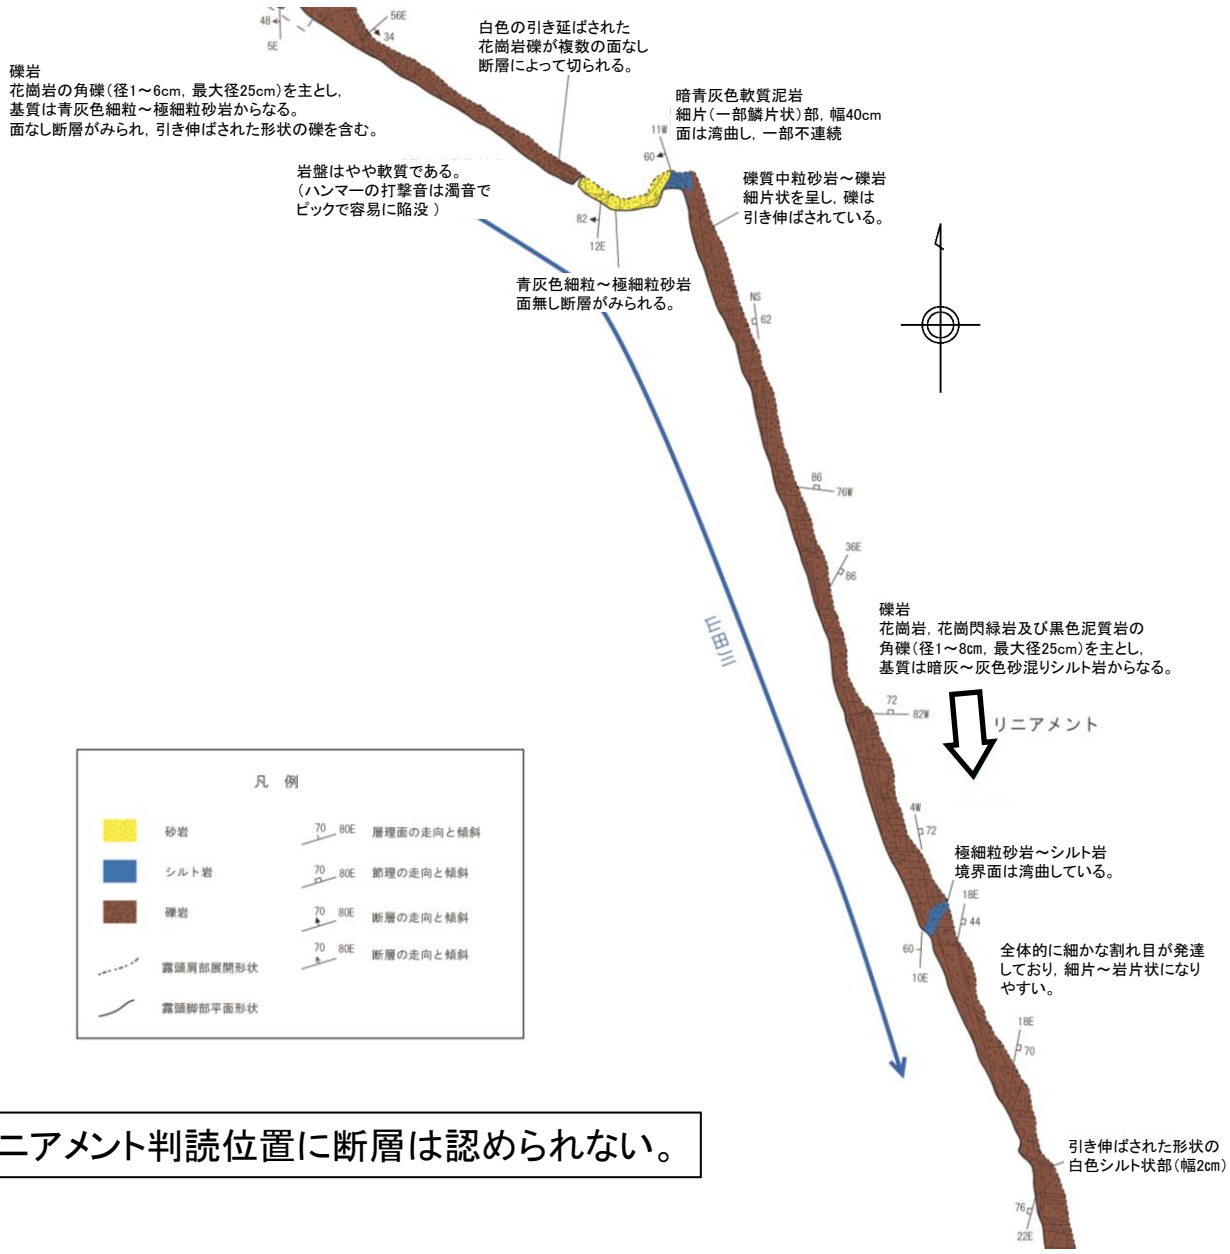 48
5E
56E
34
白色の引き延ばされた
花崗岩礫が複数の面なし
断層によって切られる。
礫岩
花崗岩の角礫(径1～6cm, 最大径25cm)を主とし,
基質は青灰色細粒～極細粒砂岩からなる。
面なし断層がみられ, 引き伸ばされた形状の礫を含む。
暗青灰色軟質泥岩
細片(一部鱗片状)部, 幅40cm
面は湾曲し, 一部不連続
11W
60
岩盤はやや軟質である。
(ハンマーの打撃音は濁音で
ピックで容易に陥没 )
礫質中粒砂岩～礫岩
細片状を呈し, 礫は
引き伸ばされている。
82
12E
青灰色細粒～極細粒砂岩
面無し断層がみられる。
NS
62
86
76W
36E
86
礫岩
花崗岩, 花崗閃緑岩及び黒色泥質岩の
角礫(径1～8cm, 最大径25cm)を主とし,
基質は暗灰～灰色砂混りシルト岩からなる。
山田川
72
82W
リニアメント
4W
72
極細粒砂岩～シルト岩
境界面は湾曲している。
18E
44
60
10E
全体的に細かな割れ目が発達
しており, 細片～岩片状になり
やすい。
18E
70
引き伸ばされた形状の
白色シルト状部(幅2cm)
76
22E
凡 例
砂岩
70 80E 層理面の走向と傾斜
シルト岩
70 80E 節理の走向と傾斜
礫岩
70 80E 断層の走向と傾斜
70 80E 断層の走向と傾斜
露頭肩部展開形状
露頭脚部平面形状
ニアメント判読位置に断層は認められない。